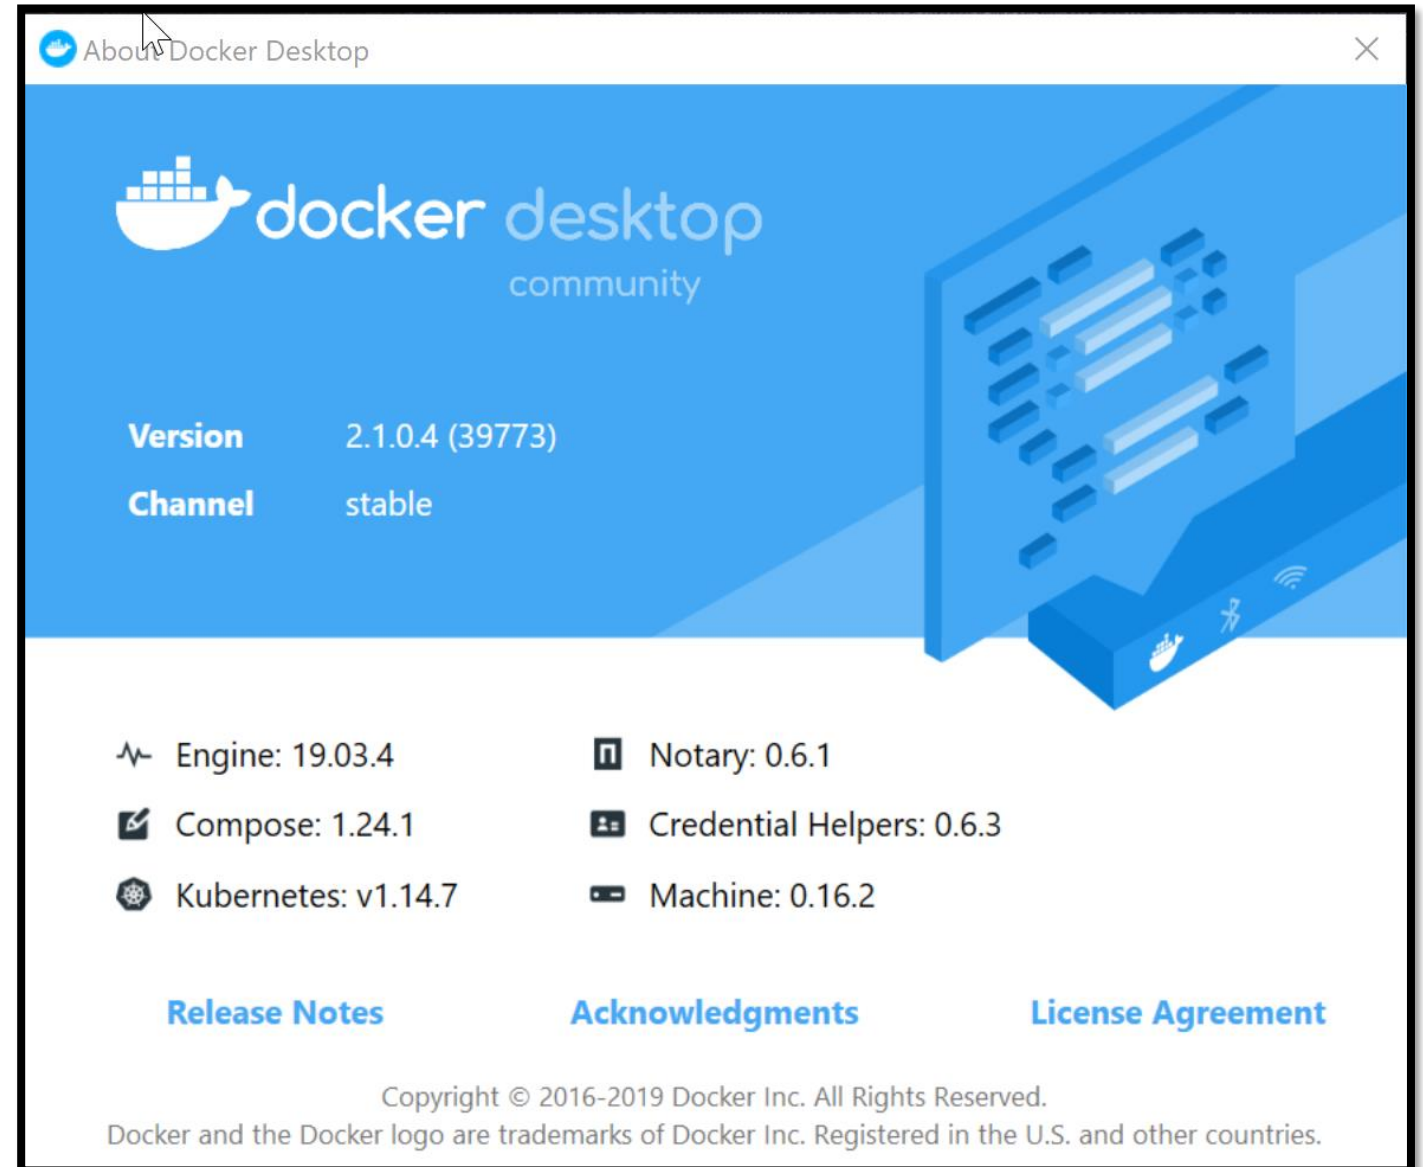 About Docker Desktop
docker desktop
community
Version 2.1.0.4 (39773)
Channel stable
Engine: 19.03.4
Notary: 0.6.1
Compose: 1.24.1
Credential Helpers: 0.6.3
Kubernetes: v1.14.7
Machine: 0.16.2
Release Notes
Acknowledgments
License Agreement
Copyright © 2016-2019 Docker Inc. All Rights Reserved.
Docker and the Docker logo are trademarks of Docker Inc. Registered in the U.S. and other countries.